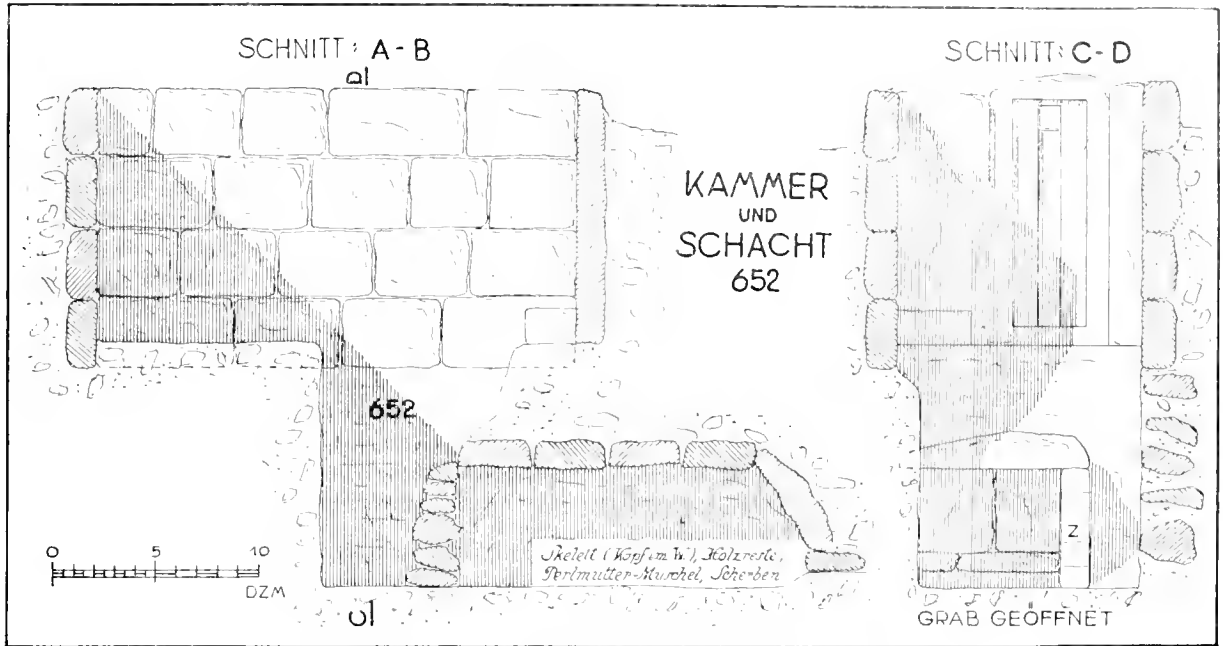 SCHNITT: A-B
SCHNITT: C-D
KAMMER
UND
SCHACHT
652
652
Skelett (Kopf im W.), Holzreste,
Perlmutter-Muschel, Scherben
Z
0 5 10
DZM
GRAB GEÖFFNET